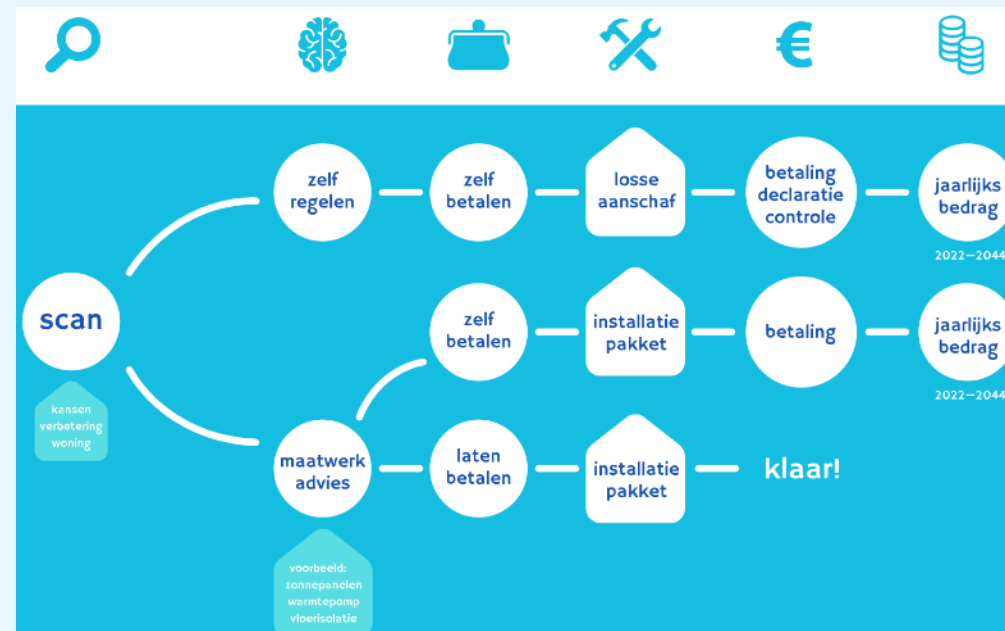 zelf
regelen
zelf
betalen
losse
aanschaf
betaling
declaratie
controle
jaarlijks
bedrag
2022–2044
scan
kansen
verbetering
woning
zelf
betalen
installatie
pakket
betaling
jaarlijks
bedrag
2022–2044
maatwerk
advies
laten
betalen
installatie
pakket
klaar!
voorbeeld:
zonnepanelen
warmtepomp
vloerisolatie